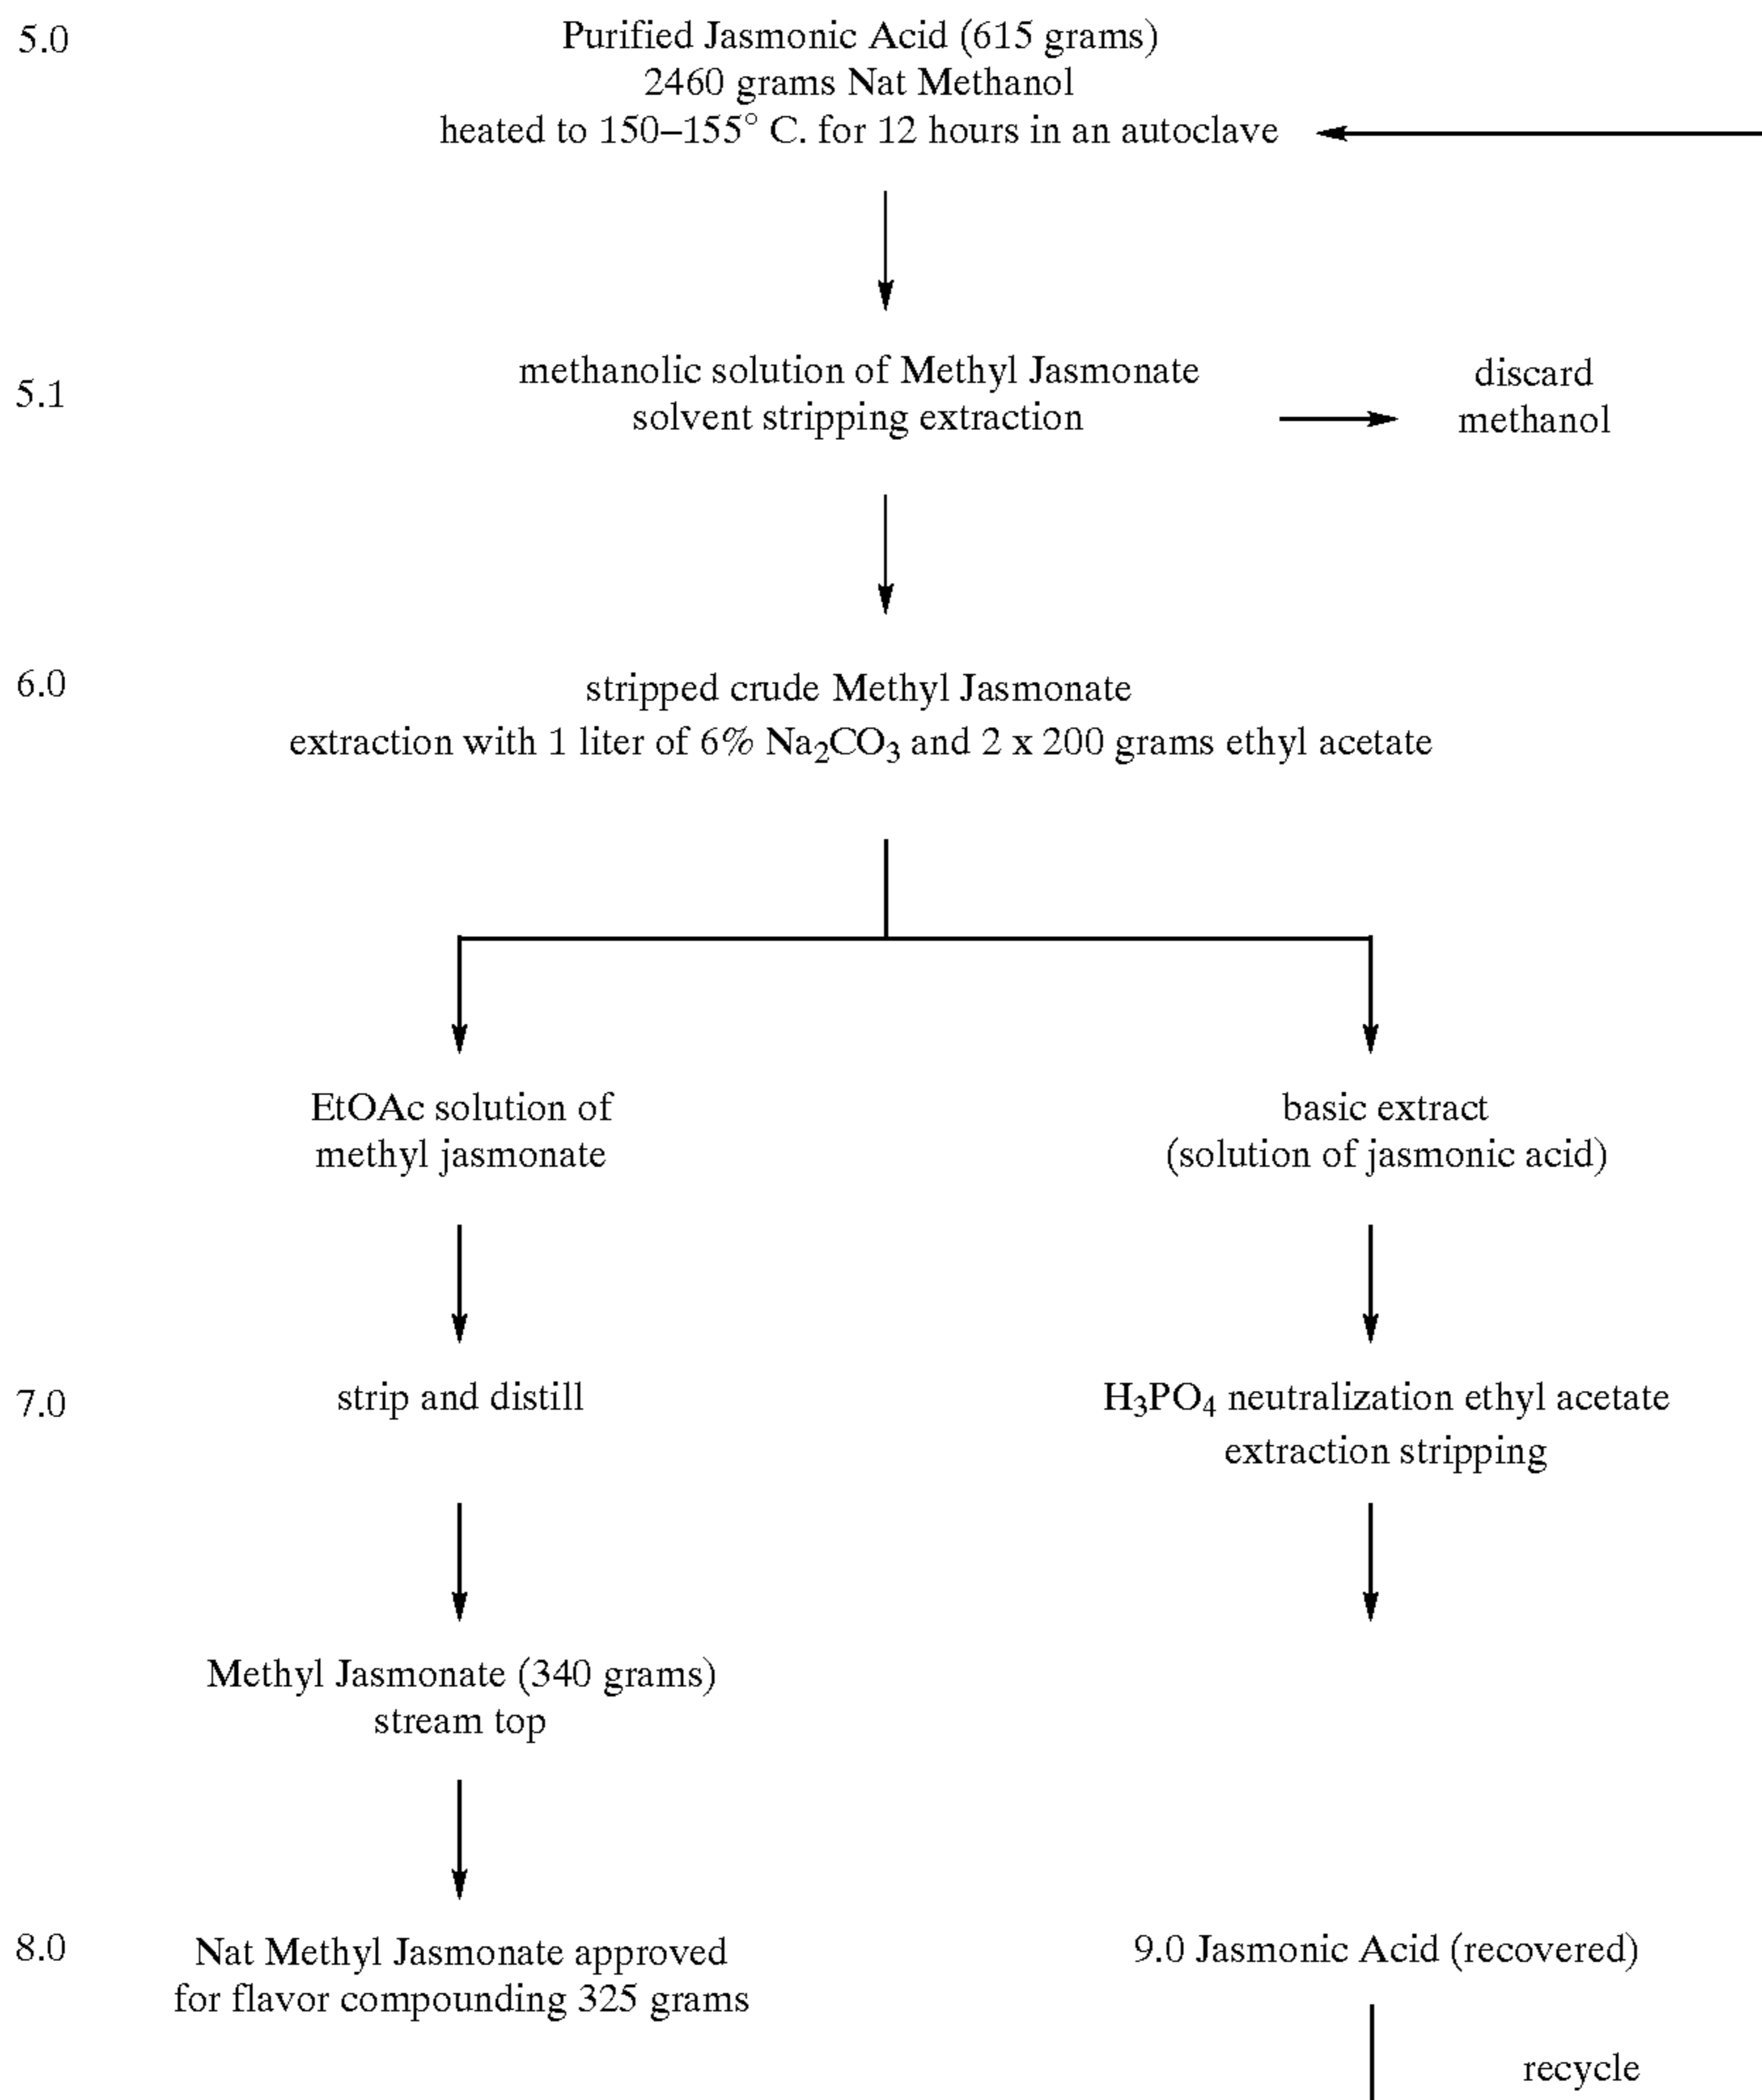 5.0
Purified Jasmonic Acid (615 grams)
2460 grams Nat Methanol
heated to 150–155° C. for 12 hours in an autoclave
5.1
methanolic solution of Methyl Jasmonate
solvent stripping extraction
discard
methanol
6.0
stripped crude Methyl Jasmonate
extraction with 1 liter of 6% Na₂CO₃ and 2 x 200 grams ethyl acetate
EtOAc solution of
methyl jasmonate
basic extract
(solution of jasmonic acid)
7.0
strip and distill
H₃PO₄ neutralization ethyl acetate
extraction stripping
Methyl Jasmonate (340 grams)
stream top
8.0
Nat Methyl Jasmonate approved
for flavor compounding 325 grams
9.0 Jasmonic Acid (recovered)
recycle